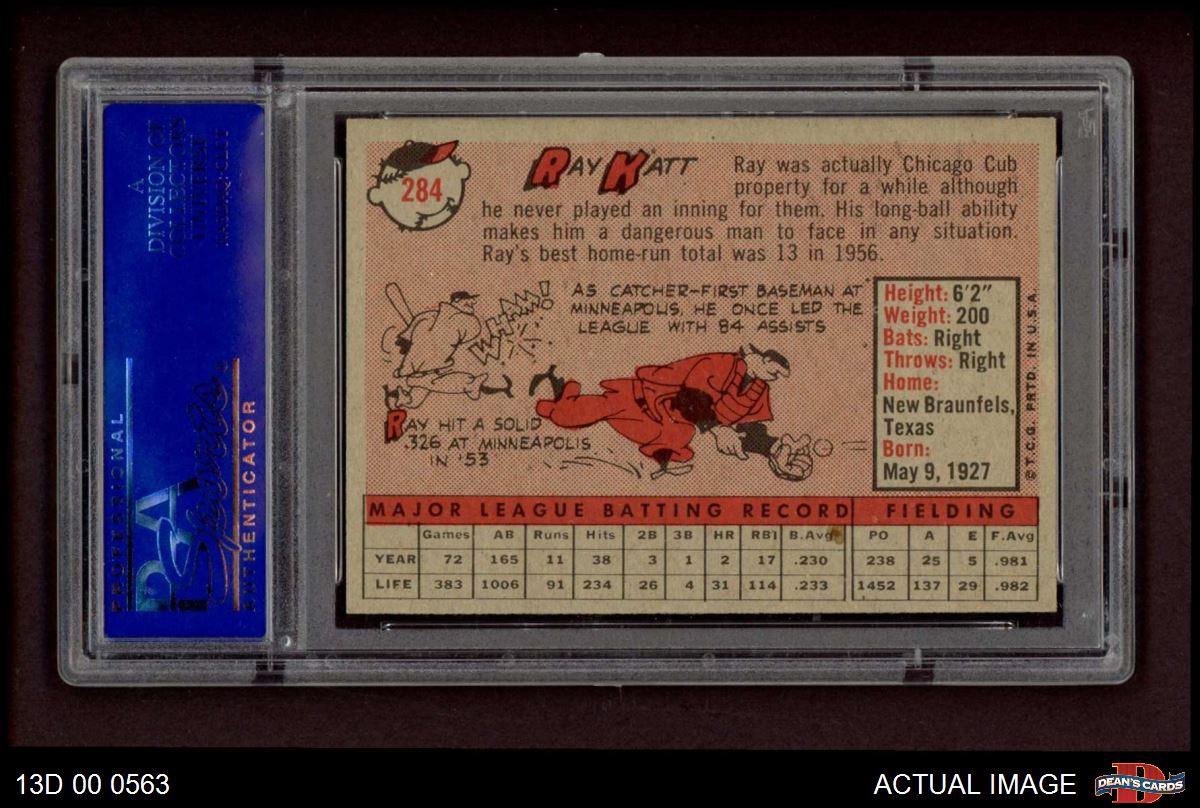 A
DIVISION OF
COLLECTORS
UNIVERSE
NASDAQ: CLCT
PROFESSIONAL
PSA
Sports
AUTHENTICATOR
284
RAY KATT
Ray was actually Chicago Cub
property for a while although
he never played an inning for them. His long-ball ability
makes him a dangerous man to face in any situation.
Ray's best home-run total was 13 in 1956.
AS CATCHER-FIRST BASEMAN AT
MINNEAPOLIS, HE ONCE LED THE
LEAGUE WITH 84 ASSISTS
WHAM!
RAY HIT A SOLID
.326 AT MINNEAPOLIS
IN '53
Height: 6'2"
Weight: 200
Bats: Right
Throws: Right
Home:
New Braunfels,
Texas
Born:
May 9, 1927
© T.C.G. PRTD. IN U.S.A.
MAJOR LEAGUE BATTING RECORD FIELDING
Games AB Runs Hits 2B 3B HR RBI B.Avg PO A E F.Avg
YEAR 72 165 11 38 3 1 2 17 .230 238 25 5 .981
LIFE 383 1006 91 234 26 4 31 114 .233 1452 137 29 .982
13D 00 0563
ACTUAL IMAGE
D
DEAN'S CARDS